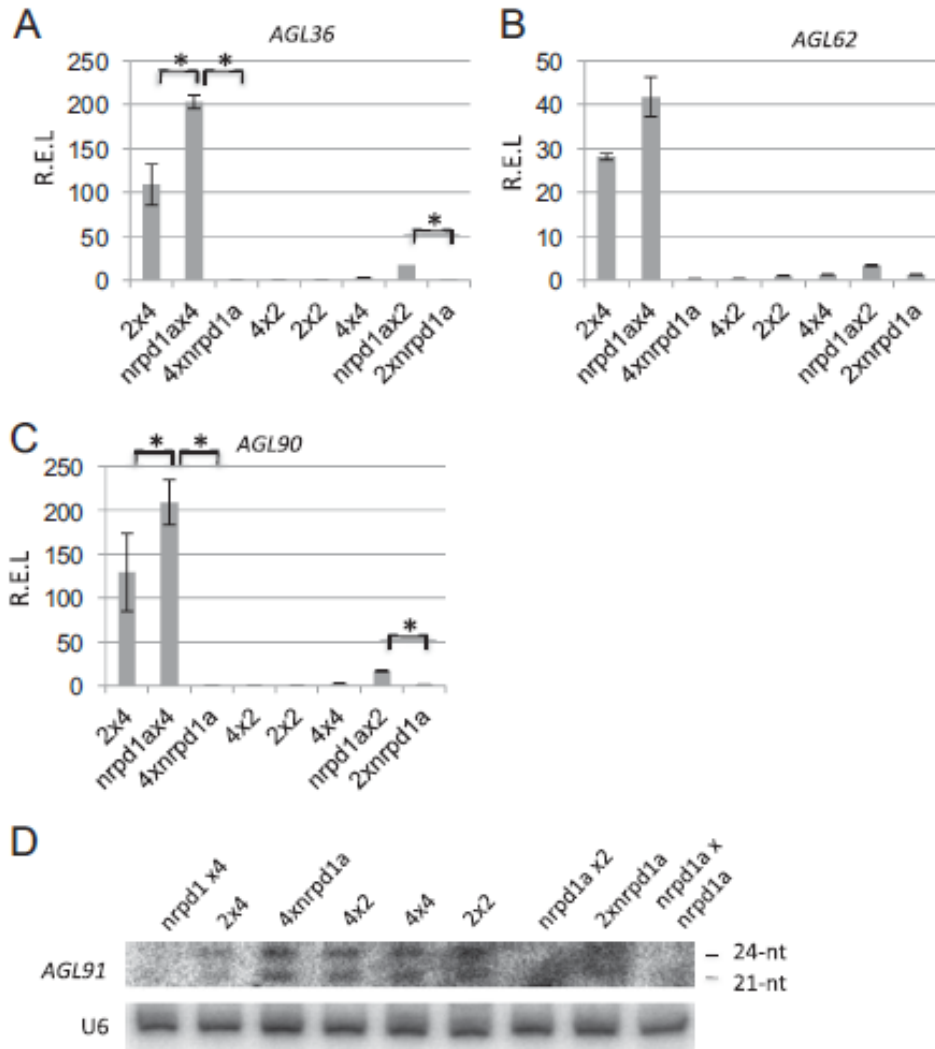 A
AGL36
R.E.L
250
200
150
100
50
0
*
*
*
2x4
nrpd1ax4
4xnrpd1a
4x2
2x2
4x4
nrpd1ax2
2xnrpd1a
B
AGL62
R.E.L
50
40
30
20
10
0
2x4
nrpd1ax4
4xnrpd1a
4x2
2x2
4x4
nrpd1ax2
2xnrpd1a
C
AGL90
R.E.L
250
200
150
100
50
0
*
*
*
2x4
nrpd1ax4
4xnrpd1a
4x2
2x2
4x4
nrpd1ax2
2xnrpd1a
D
nrpd1 x4
2x4
4xnrpd1a
4x2
4x4
2x2
nrpd1a x2
2xnrpd1a
nrpd1a x
nrpd1a
AGL91
24-nt
21-nt
U6